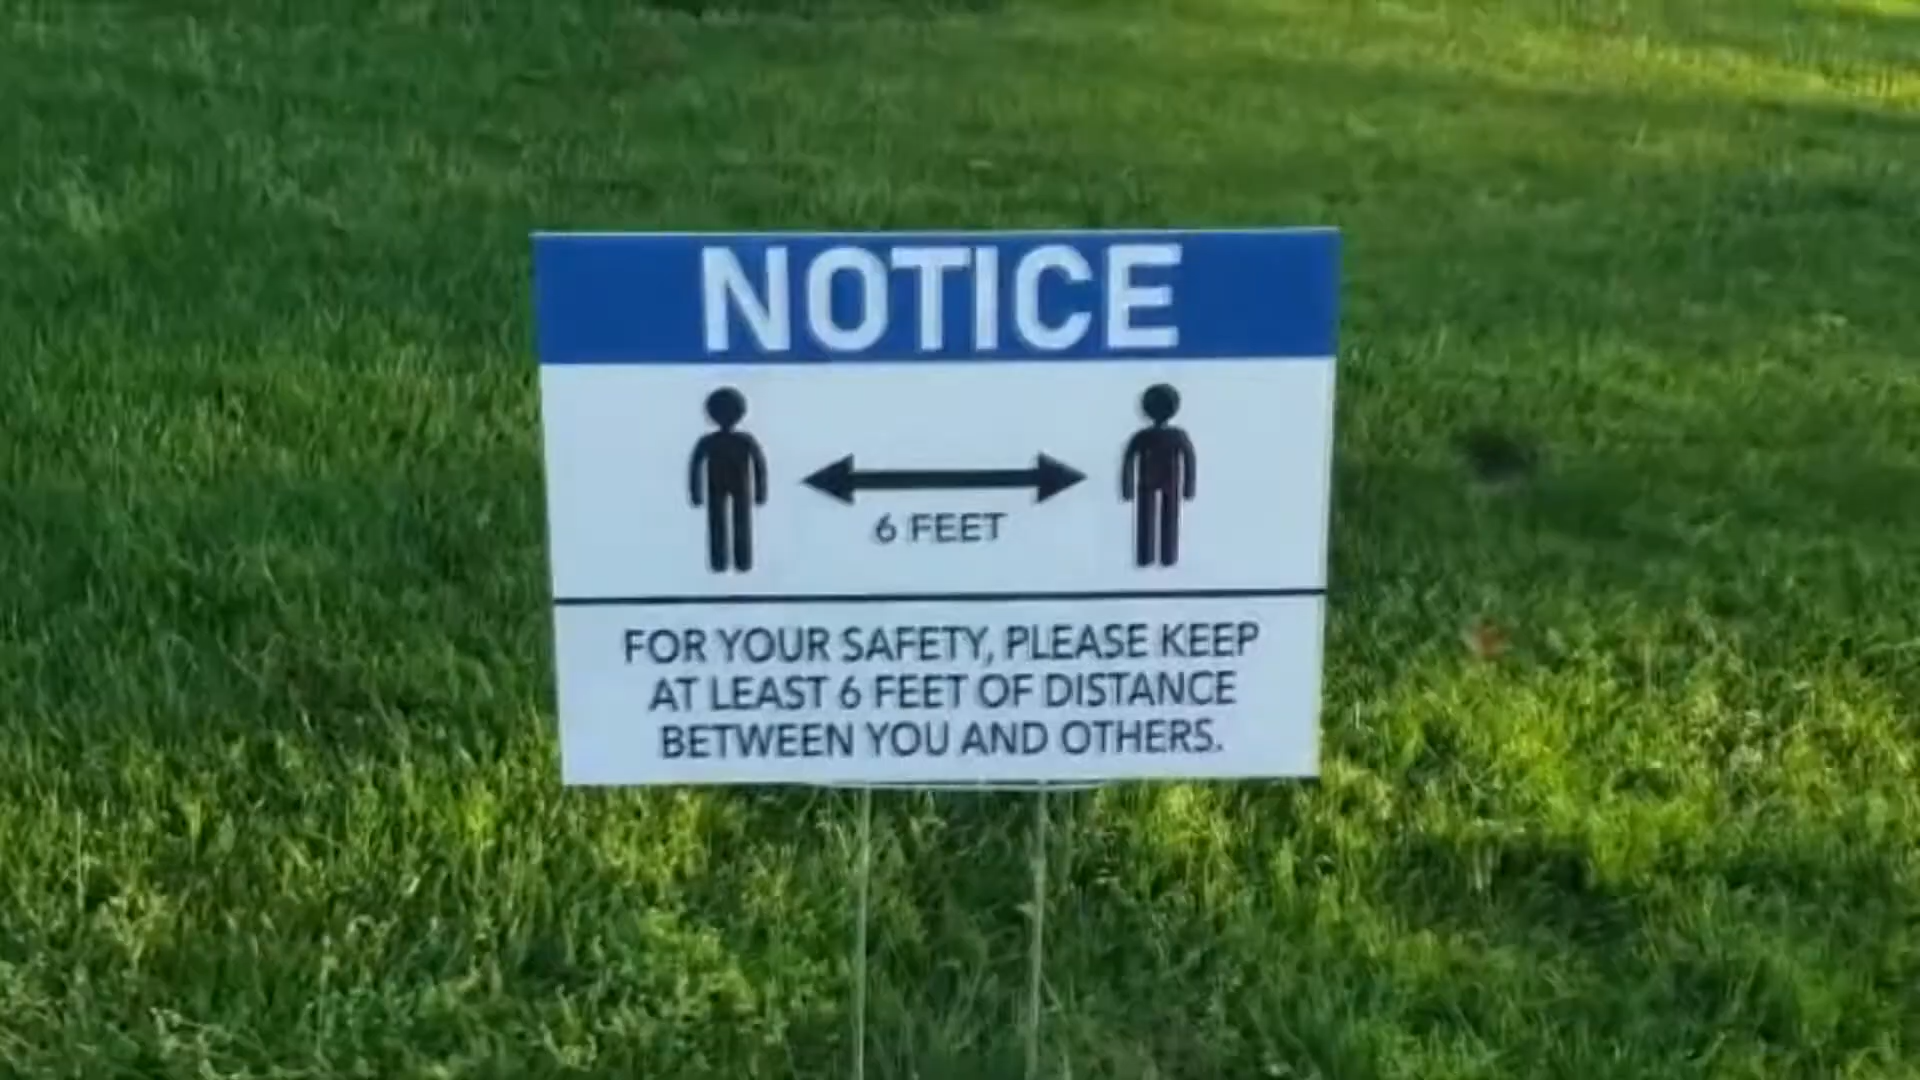 NOTICE
6 FEET
FOR YOUR SAFETY, PLEASE KEEP
AT LEAST 6 FEET OF DISTANCE
BETWEEN YOU AND OTHERS.